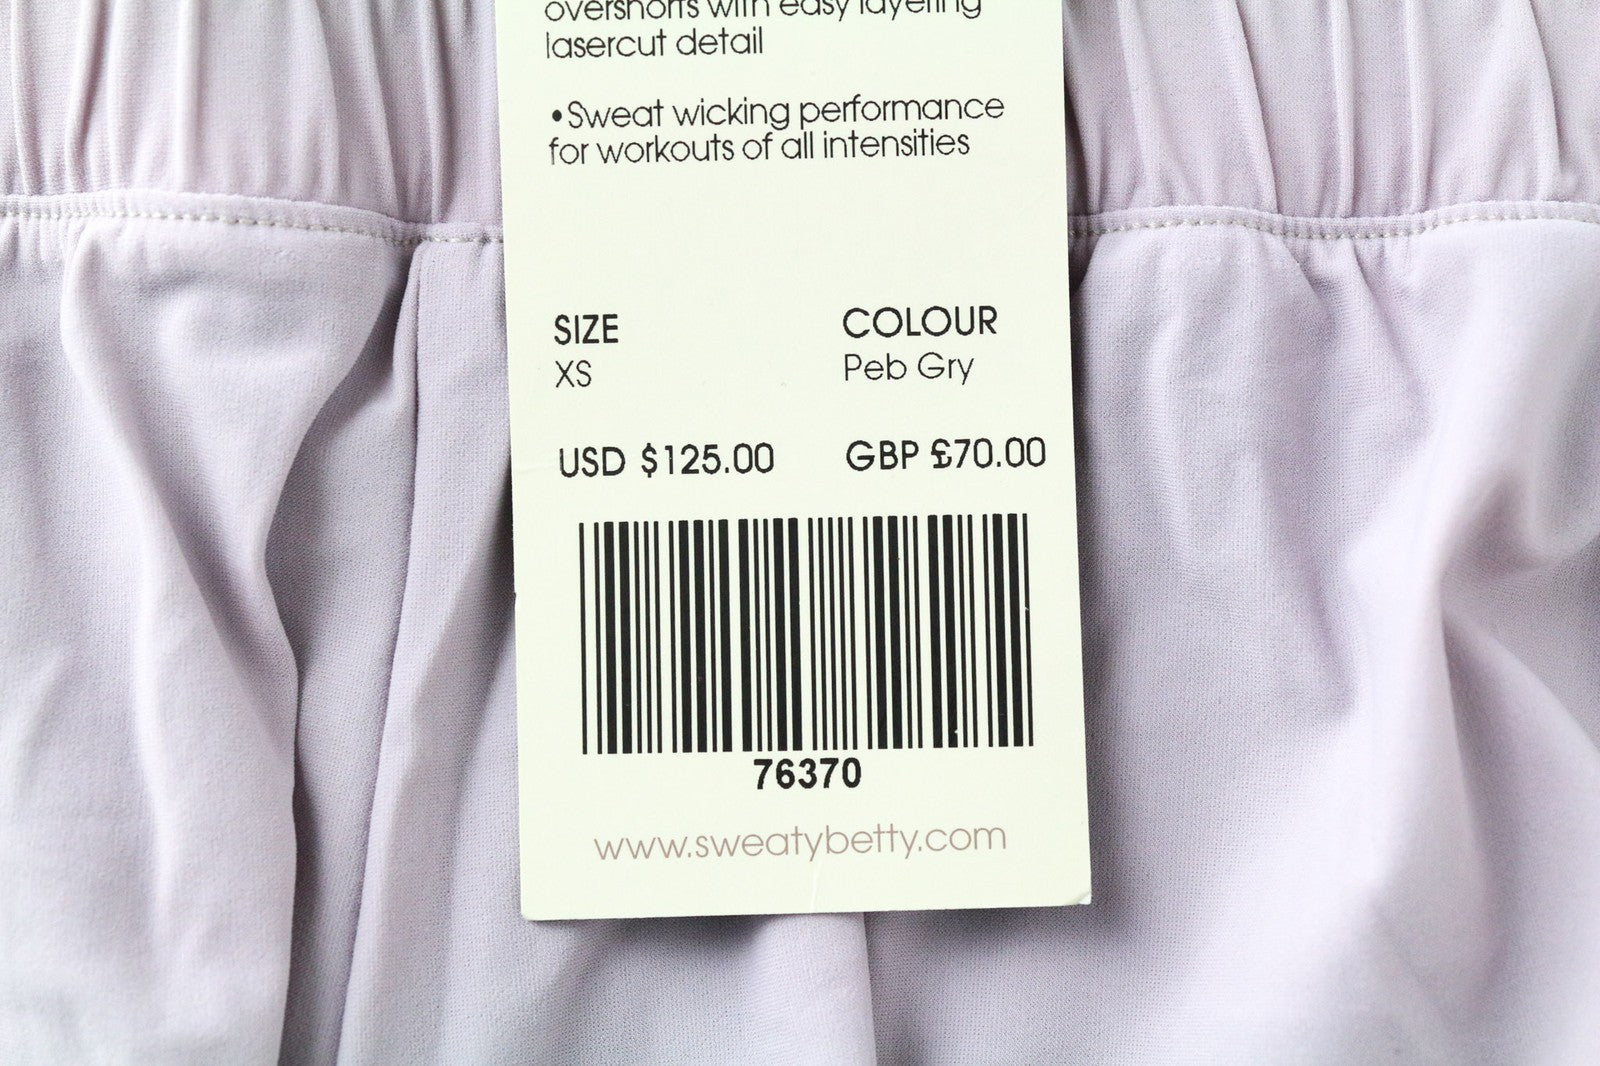 overshorts with easy layering
lasercut detail
•Sweat wicking performance
for workouts of all intensities
SIZE
XS
COLOUR
Peb Gry
USD $125.00
GBP £70.00
76370
www.sweatybetty.com